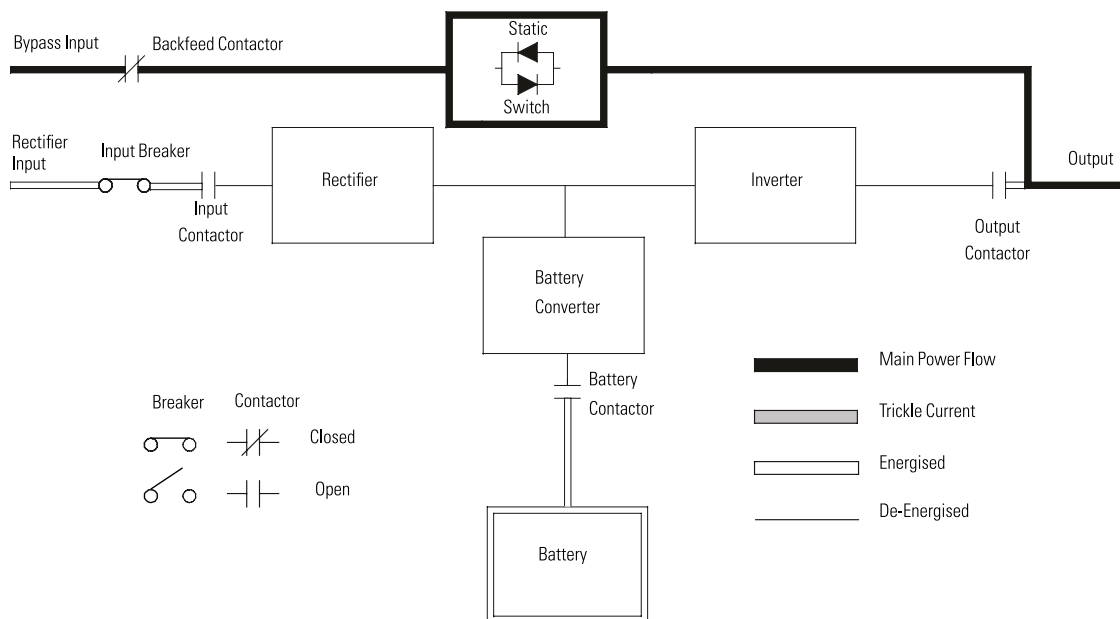 Bypass Input
Backfeed Contactor
Static
Switch
Rectifier
Input
Input Breaker
Input
Contactor
Rectifier
Inverter
Output
Output
Contactor
Battery
Converter
Battery
Contactor
Battery
Breaker
Contactor
Closed
Open
Main Power Flow
Trickle Current
Energised
De-Energised